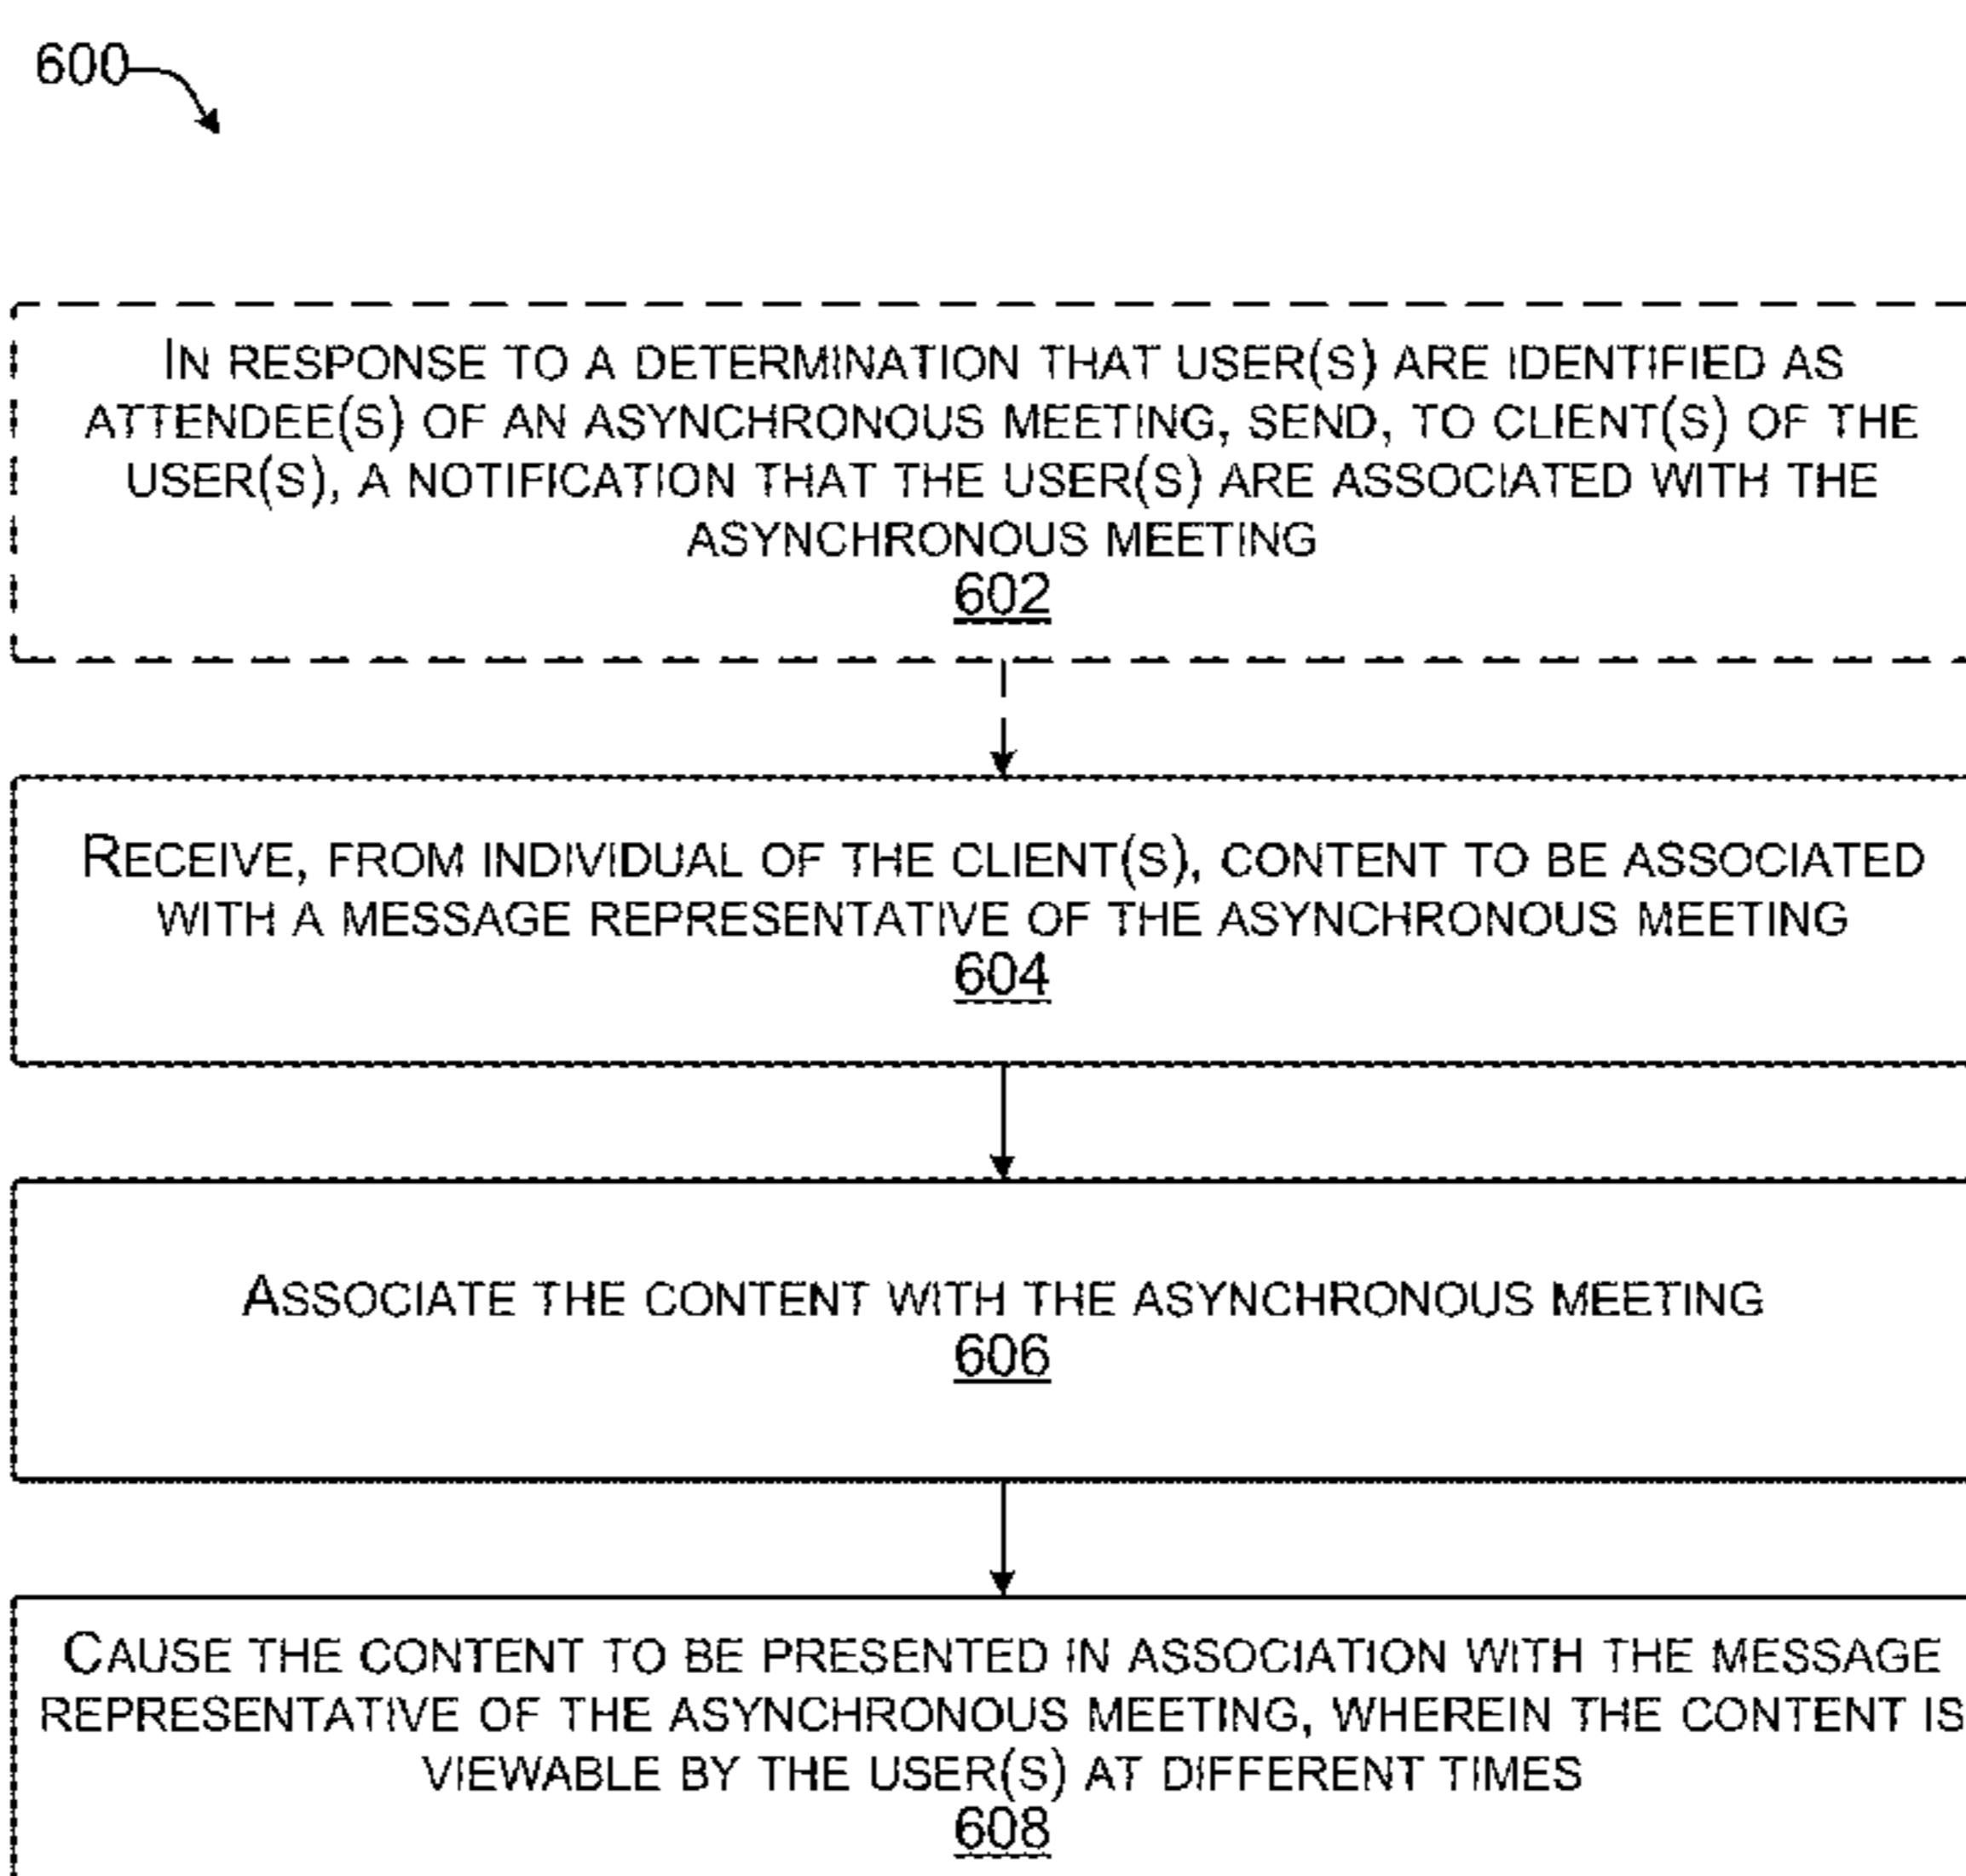 600
IN RESPONSE TO A DETERMINATION THAT USER(S) ARE IDENTIFIED AS
ATTENDEE(S) OF AN ASYNCHRONOUS MEETING, SEND, TO CLIENT(S) OF THE
USER(S), A NOTIFICATION THAT THE USER(S) ARE ASSOCIATED WITH THE
ASYNCHRONOUS MEETING
602
RECEIVE, FROM INDIVIDUAL OF THE CLIENT(S), CONTENT TO BE ASSOCIATED
WITH A MESSAGE REPRESENTATIVE OF THE ASYNCHRONOUS MEETING
604
ASSOCIATE THE CONTENT WITH THE ASYNCHRONOUS MEETING
606
CAUSE THE CONTENT TO BE PRESENTED IN ASSOCIATION WITH THE MESSAGE
REPRESENTATIVE OF THE ASYNCHRONOUS MEETING, WHEREIN THE CONTENT IS
VIEWABLE BY THE USER(S) AT DIFFERENT TIMES
608